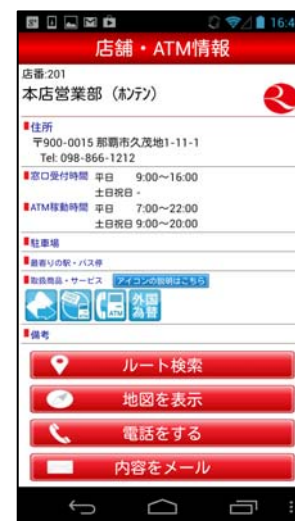 16:4
店舗・ATM情報
店番:201
本店営業部（ﾎﾝﾃﾝ）
住所
〒900-0015 那覇市久茂地1-11-1
Tel: 098-866-1212
窓口受付時間 平日 9:00～16:00
土日祝日 -
ATM稼動時間 平日 7:00～22:00
土日祝日 9:00～20:00
駐車場
最寄りの駅・バス停
取扱商品・サービス アイコンの説明はこちら
ATM 外国為替
備考
ルート検索
地図を表示
電話をする
内容をメール